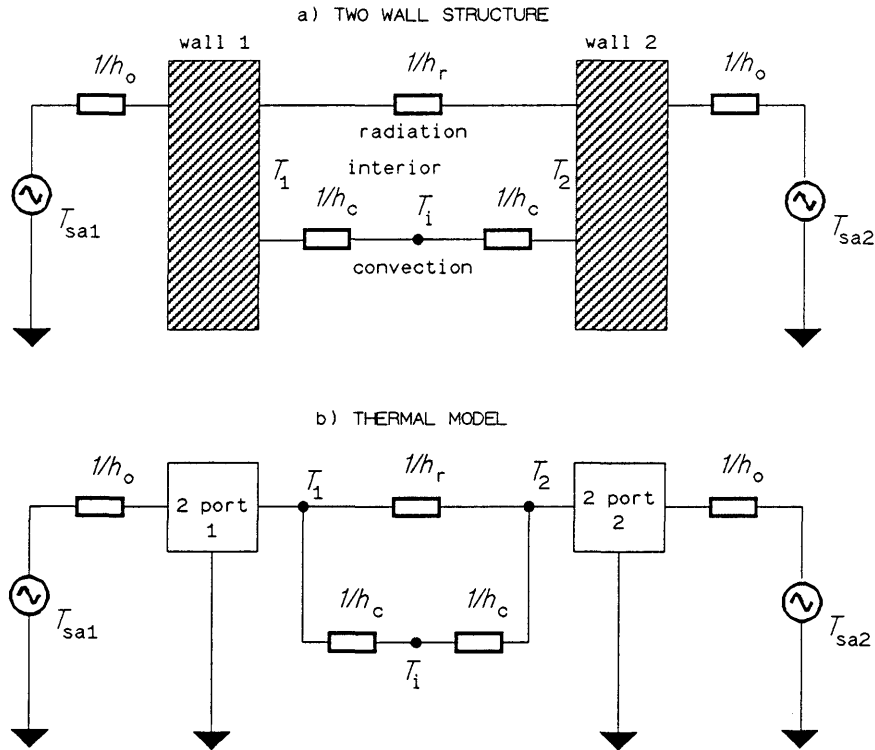 a) TWO WALL STRUCTURE
wall 1
wall 2
1/h_o
1/h_r
1/h_o
radiation
T_1
interior
T_2
1/h_c
T_i
1/h_c
T_sa1
T_sa2
convection
b) THERMAL MODEL
1/h_o
T_1
1/h_r
T_2
1/h_o
2 port
1
2 port
2
1/h_c
1/h_c
T_sa1
T_i
T_sa2